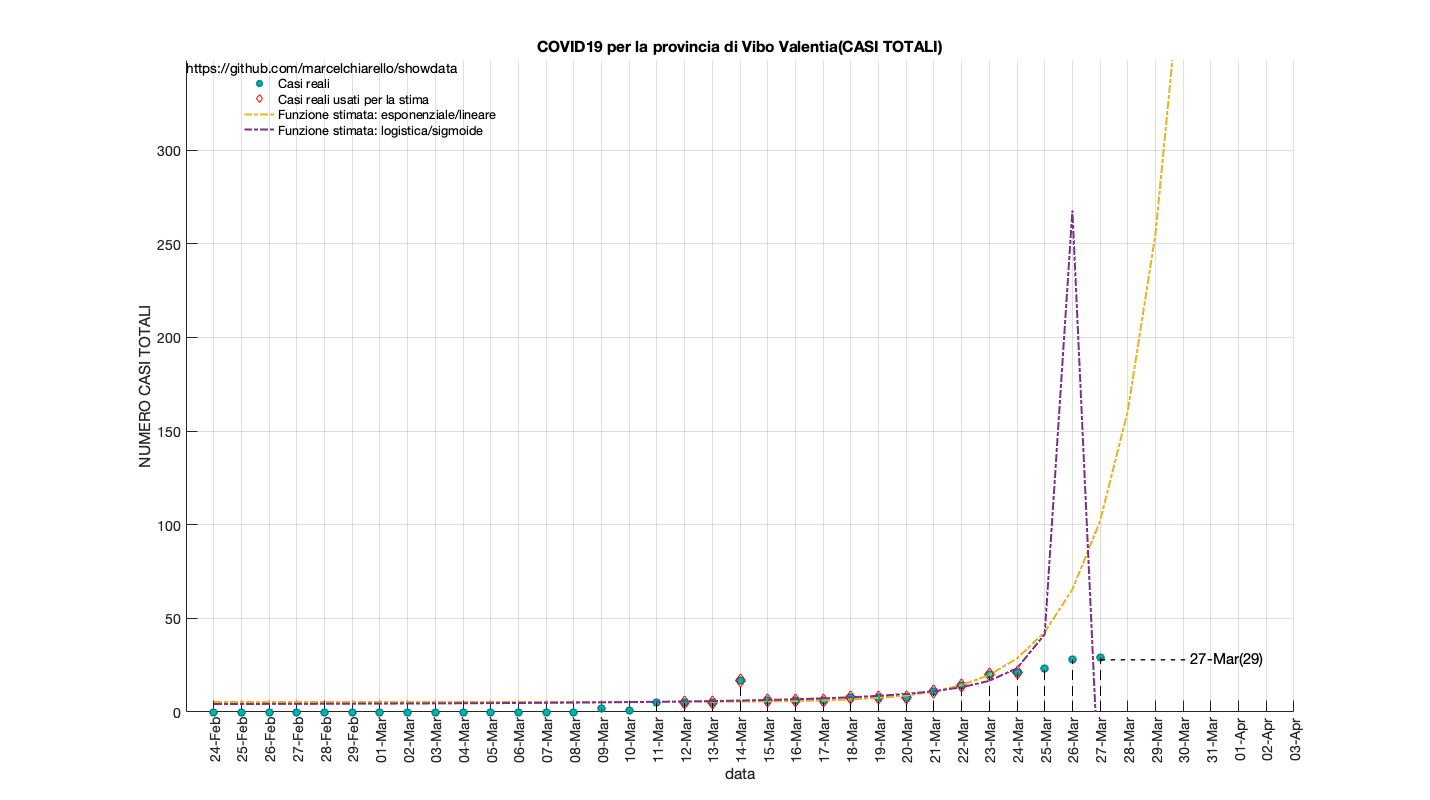 COVID19 per la provincia di Vibo Valentia(CASI TOTALI)
https://github.com/marcelchiarello/showdata
Casi reali
Casi reali usati per la stima
Funzione stimata: esponenziale/lineare
Funzione stimata: logistica/sigmoide
NUMERO CASI TOTALI
300
250
200
150
100
50
0
27-Mar(29)
24-Feb
25-Feb
26-Feb
27-Feb
28-Feb
29-Feb
01-Mar
02-Mar
03-Mar
04-Mar
05-Mar
06-Mar
07-Mar
08-Mar
09-Mar
10-Mar
11-Mar
12-Mar
13-Mar
14-Mar
15-Mar
16-Mar
17-Mar
18-Mar
19-Mar
20-Mar
21-Mar
22-Mar
23-Mar
24-Mar
25-Mar
26-Mar
27-Mar
28-Mar
29-Mar
30-Mar
31-Mar
01-Apr
02-Apr
03-Apr
data